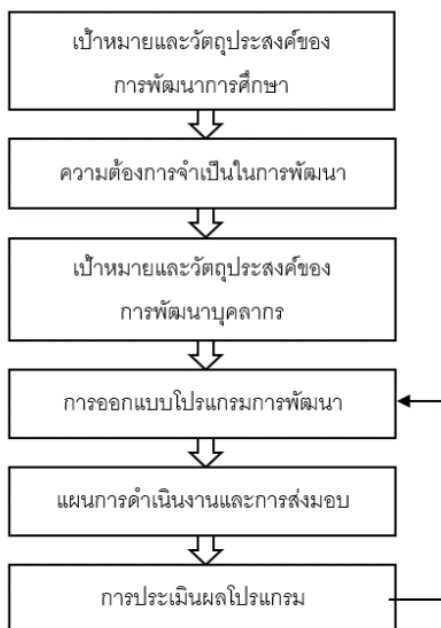 เป้าหมายและวัตถุประสงค์ของ
การพัฒนาการศึกษา
ความต้องการจำเป็นในการพัฒนา
เป้าหมายและวัตถุประสงค์ของ
การพัฒนาบุคลากร
การออกแบบโปรแกรมการพัฒนา
แผนการดำเนินงานและการส่งมอบ
การประเมินผลโปรแกรม